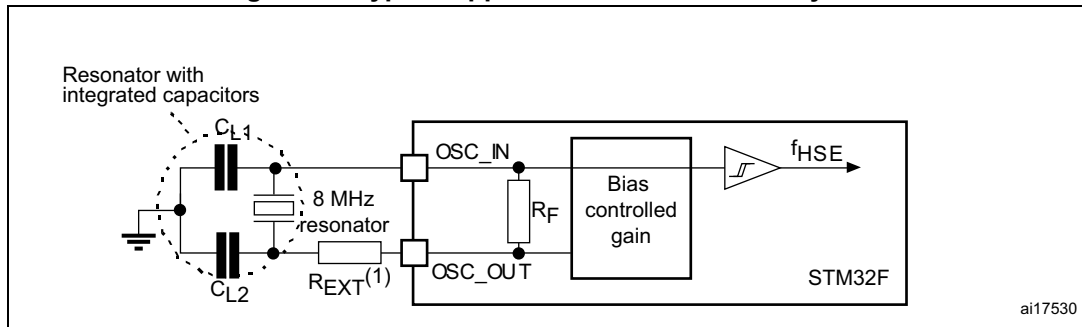 Resonator with
integrated capacitors
CL1
OSC_IN
fHSE
8 MHz
resonator
RF
Bias
controlled
gain
REXT(1)
OSC_OUT
STM32F
CL2
ai17530